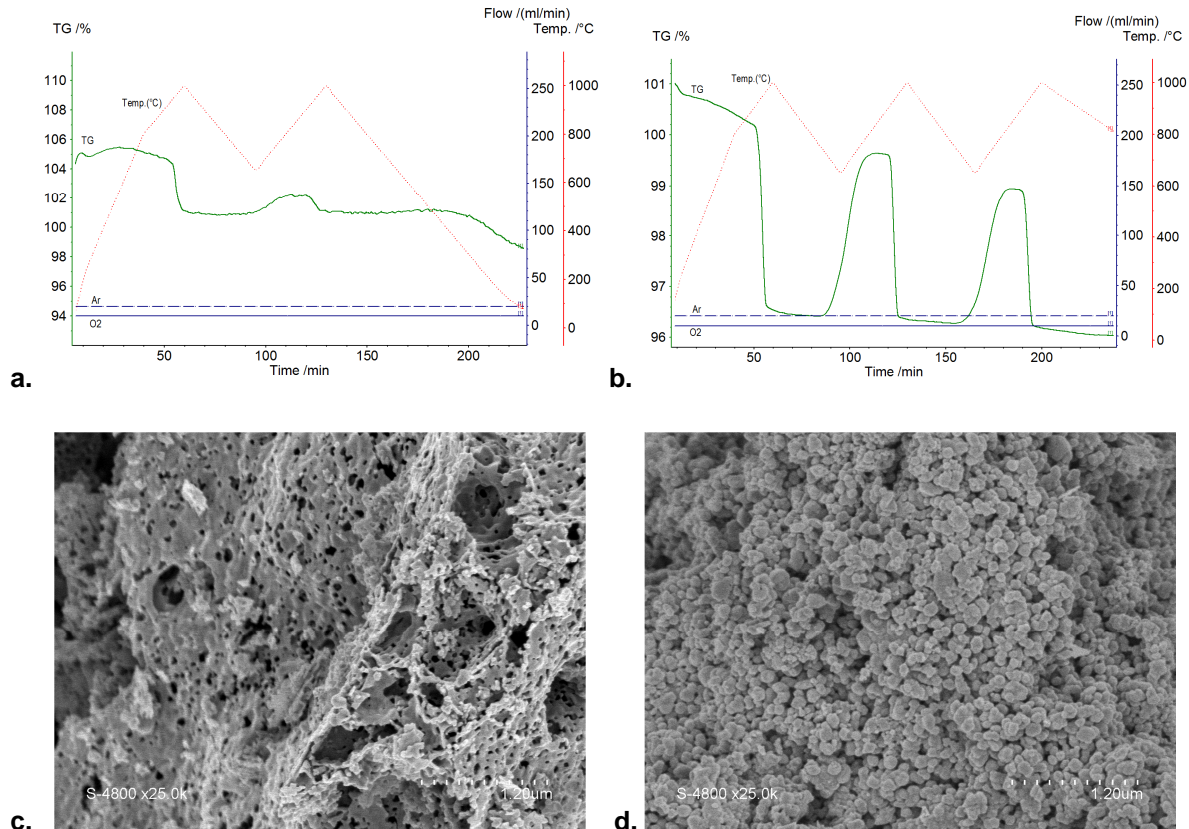 Flow /(ml/min)
TG /%
Temp. /°C
110
108
106
104
102
100
98
96
94
Temp.(°C)
TG
Ar
O2
250
200
150
100
50
0
1000
800
600
400
200
0
50
100
150
200
Time /min
a.
Flow /(ml/min)
TG /%
Temp. /°C
101
100
99
98
97
96
Temp.(°C)
TG
Ar
O2
250
200
150
100
50
0
1000
800
600
400
200
0
50
100
150
200
Time /min
b.
S-4800 x25.0k
1.20um
c.
S-4800 x25.0k
1.20um
d.